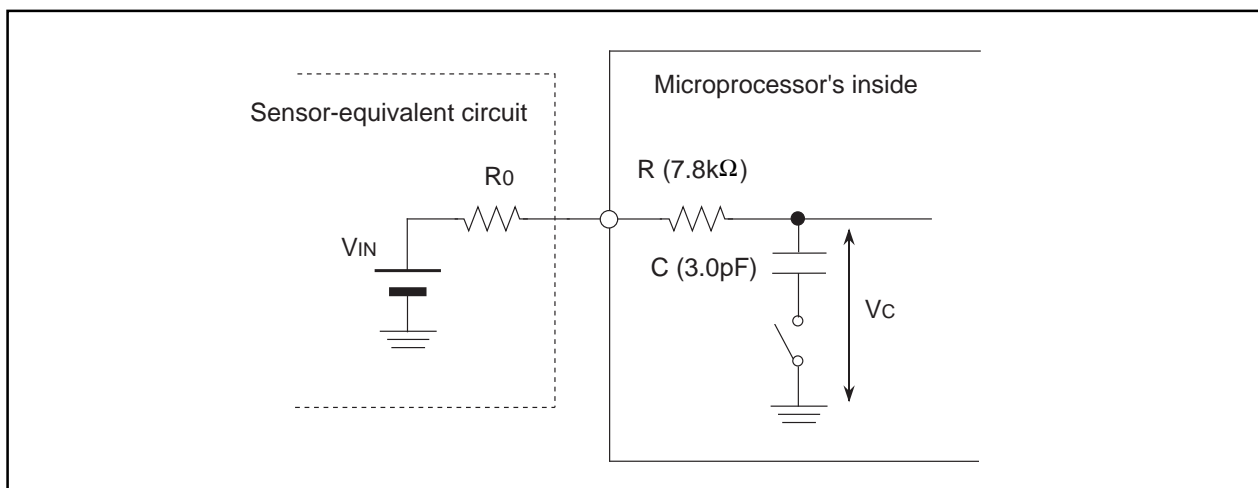 Microprocessor's inside
Sensor-equivalent circuit
R0
R (7.8kΩ)
VIN
C (3.0pF)
VC